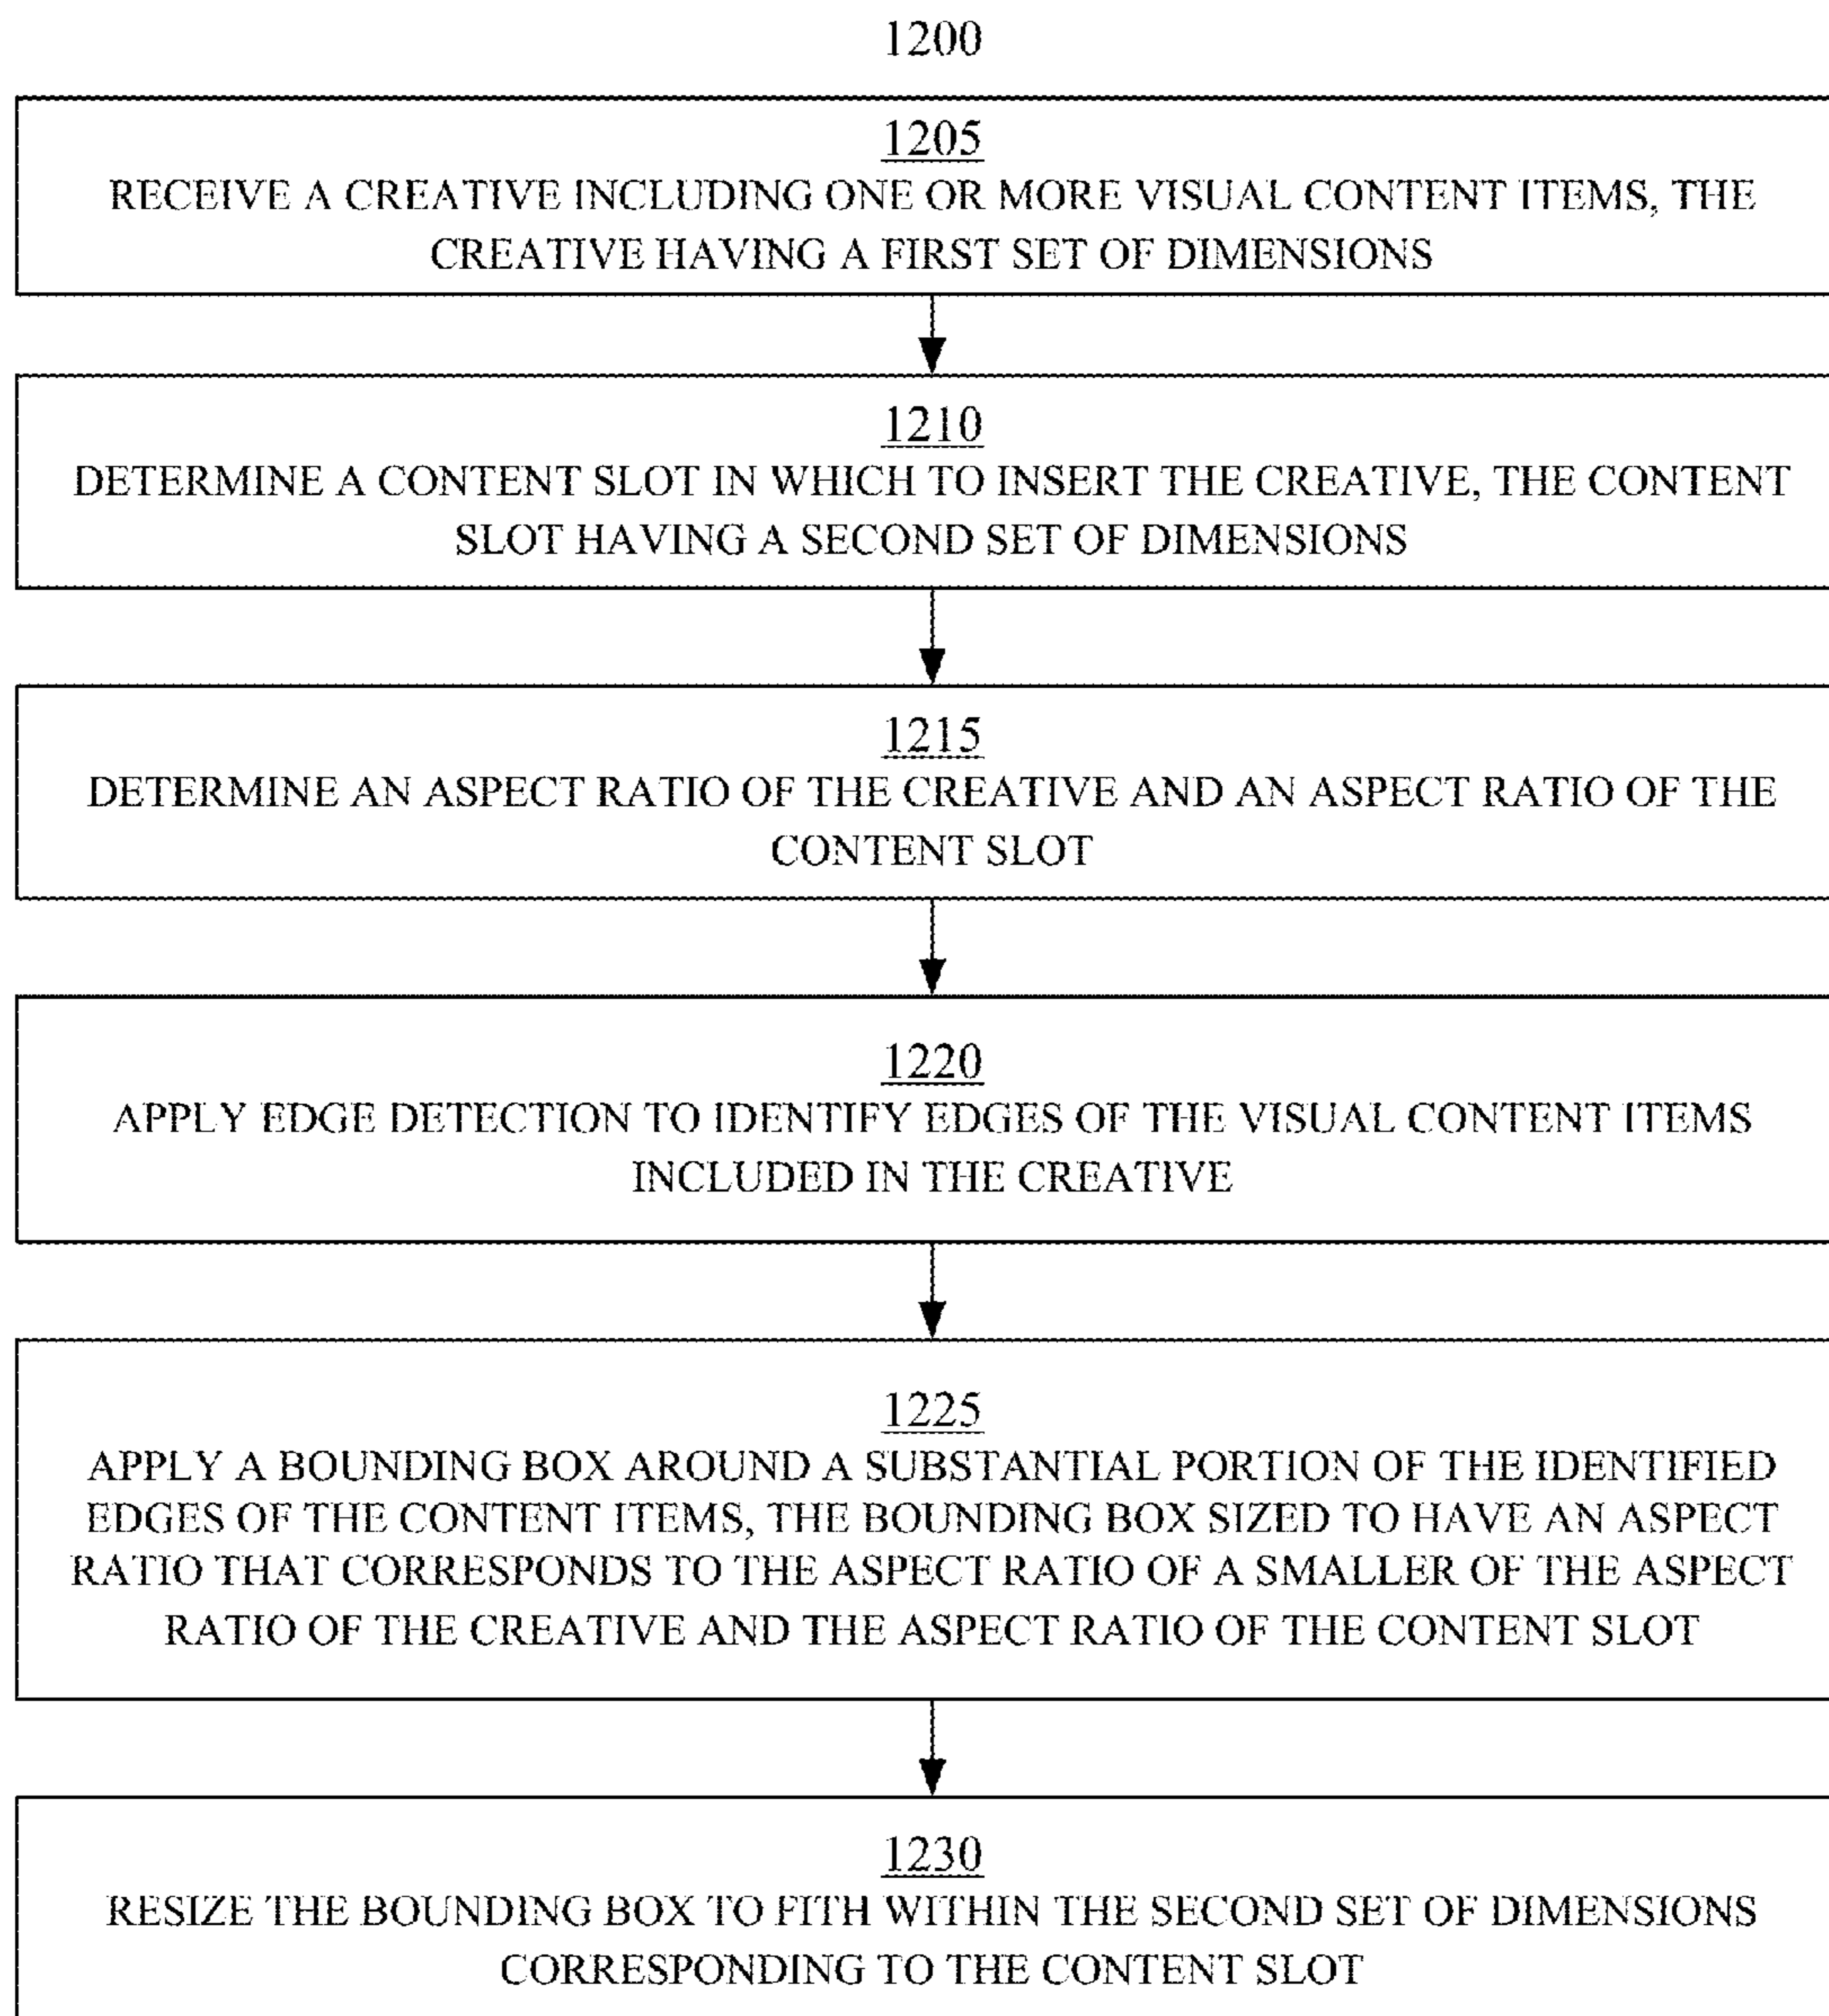 1200
1205
RECEIVE A CREATIVE INCLUDING ONE OR MORE VISUAL CONTENT ITEMS, THE
CREATIVE HAVING A FIRST SET OF DIMENSIONS
1210
DETERMINE A CONTENT SLOT IN WHICH TO INSERT THE CREATIVE, THE CONTENT
SLOT HAVING A SECOND SET OF DIMENSIONS
1215
DETERMINE AN ASPECT RATIO OF THE CREATIVE AND AN ASPECT RATIO OF THE
CONTENT SLOT
1220
APPLY EDGE DETECTION TO IDENTIFY EDGES OF THE VISUAL CONTENT ITEMS
INCLUDED IN THE CREATIVE
1225
APPLY A BOUNDING BOX AROUND A SUBSTANTIAL PORTION OF THE IDENTIFIED
EDGES OF THE CONTENT ITEMS, THE BOUNDING BOX SIZED TO HAVE AN ASPECT
RATIO THAT CORRESPONDS TO THE ASPECT RATIO OF A SMALLER OF THE ASPECT
RATIO OF THE CREATIVE AND THE ASPECT RATIO OF THE CONTENT SLOT
1230
RESIZE THE BOUNDING BOX TO FITH WITHIN THE SECOND SET OF DIMENSIONS
CORRESPONDING TO THE CONTENT SLOT